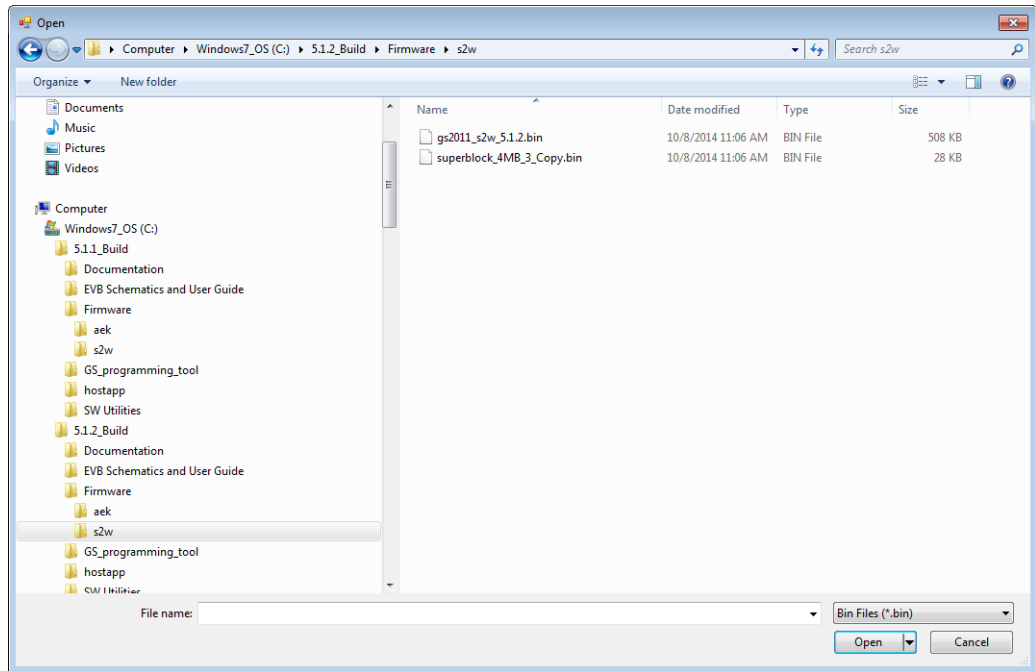 Open
Computer Windows7_OS (C:) 5.1.2_Build Firmware s2w
Search s2w
Organize New folder
Documents
Music
Pictures
Videos
Computer
Windows7_OS (C:)
5.1.1_Build
Documentation
EVB Schematics and User Guide
Firmware
aek
s2w
GS_programming_tool
hostapp
SW Utilities
5.1.2_Build
Documentation
EVB Schematics and User Guide
Firmware
aek
s2w
GS_programming_tool
hostapp
SW Utilities
Name Date modified Type Size
gs2011_s2w_5.1.2.bin 10/8/2014 11:06 AM BIN File 508 KB
superblock_4MB_3_Copy.bin 10/8/2014 11:06 AM BIN File 28 KB
File name: Bin Files (*.bin)
Open Cancel